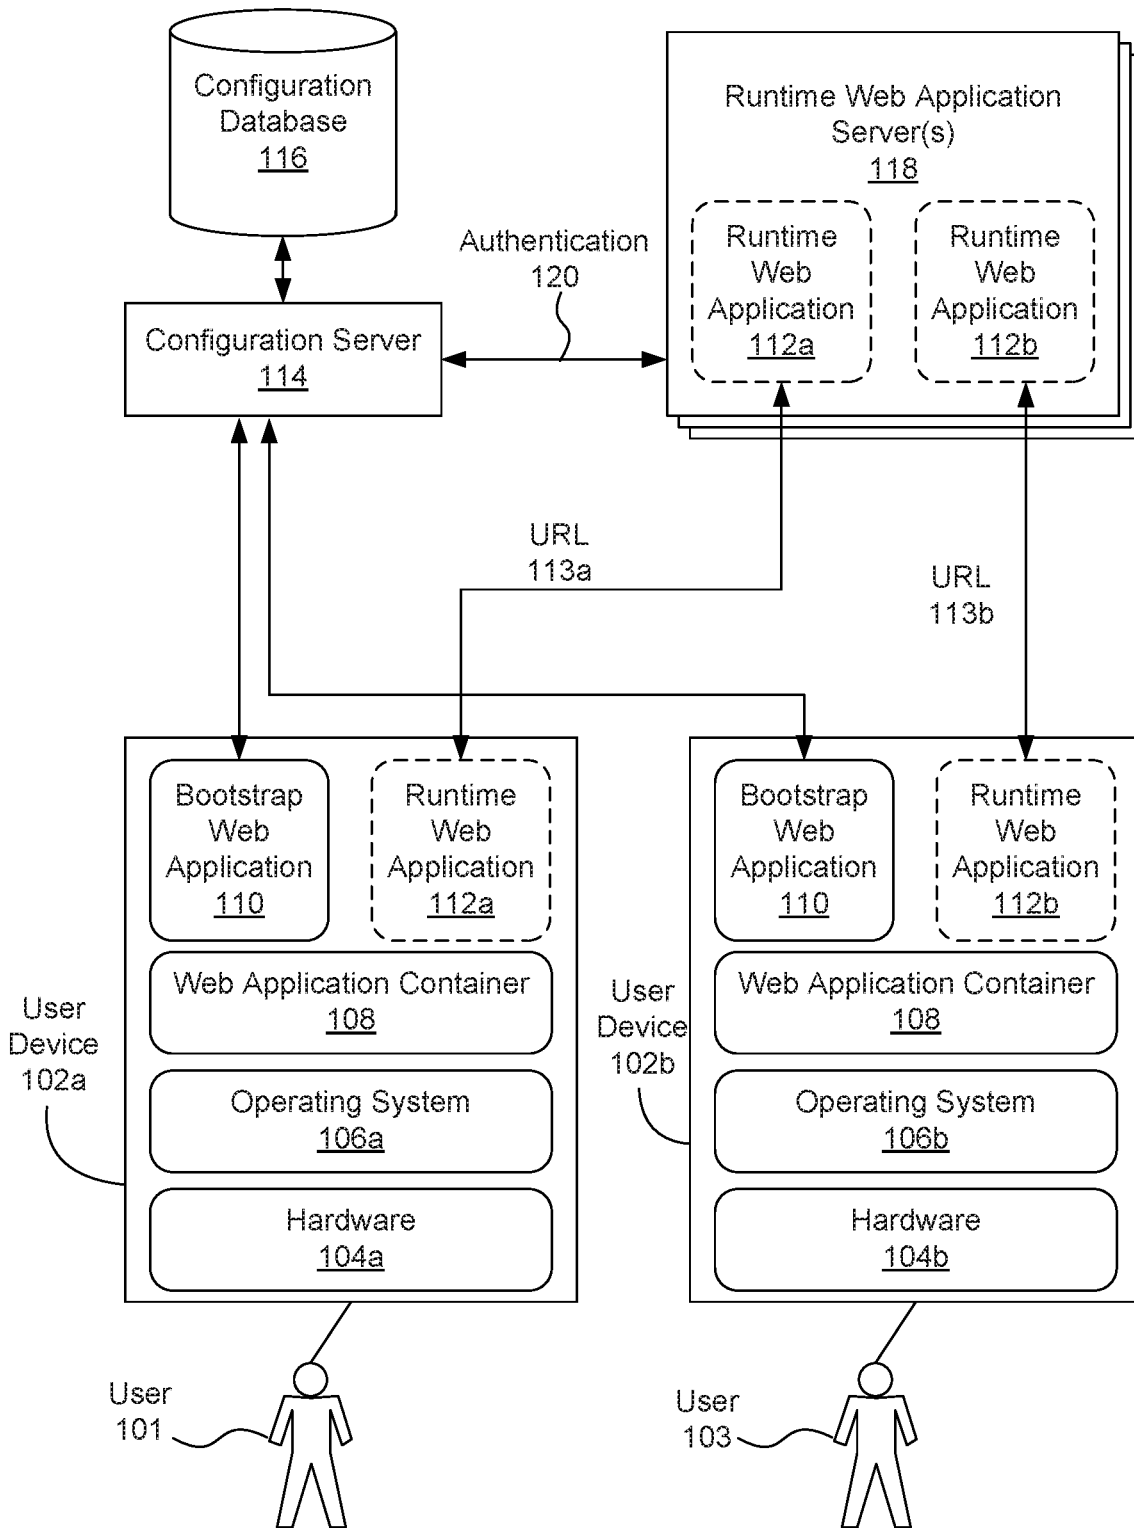 Configuration
Database
116
Runtime Web Application
Server(s)
118
Runtime
Web
Application
112a
Runtime
Web
Application
112b
Authentication
120
Configuration Server
114
URL
113a
URL
113b
Bootstrap
Web
Application
110
Runtime
Web
Application
112a
Bootstrap
Web
Application
110
Runtime
Web
Application
112b
Web Application Container
108
Web Application Container
108
User
Device
102a
User
Device
102b
Operating System
106a
Operating System
106b
Hardware
104a
Hardware
104b
User
101
User
103